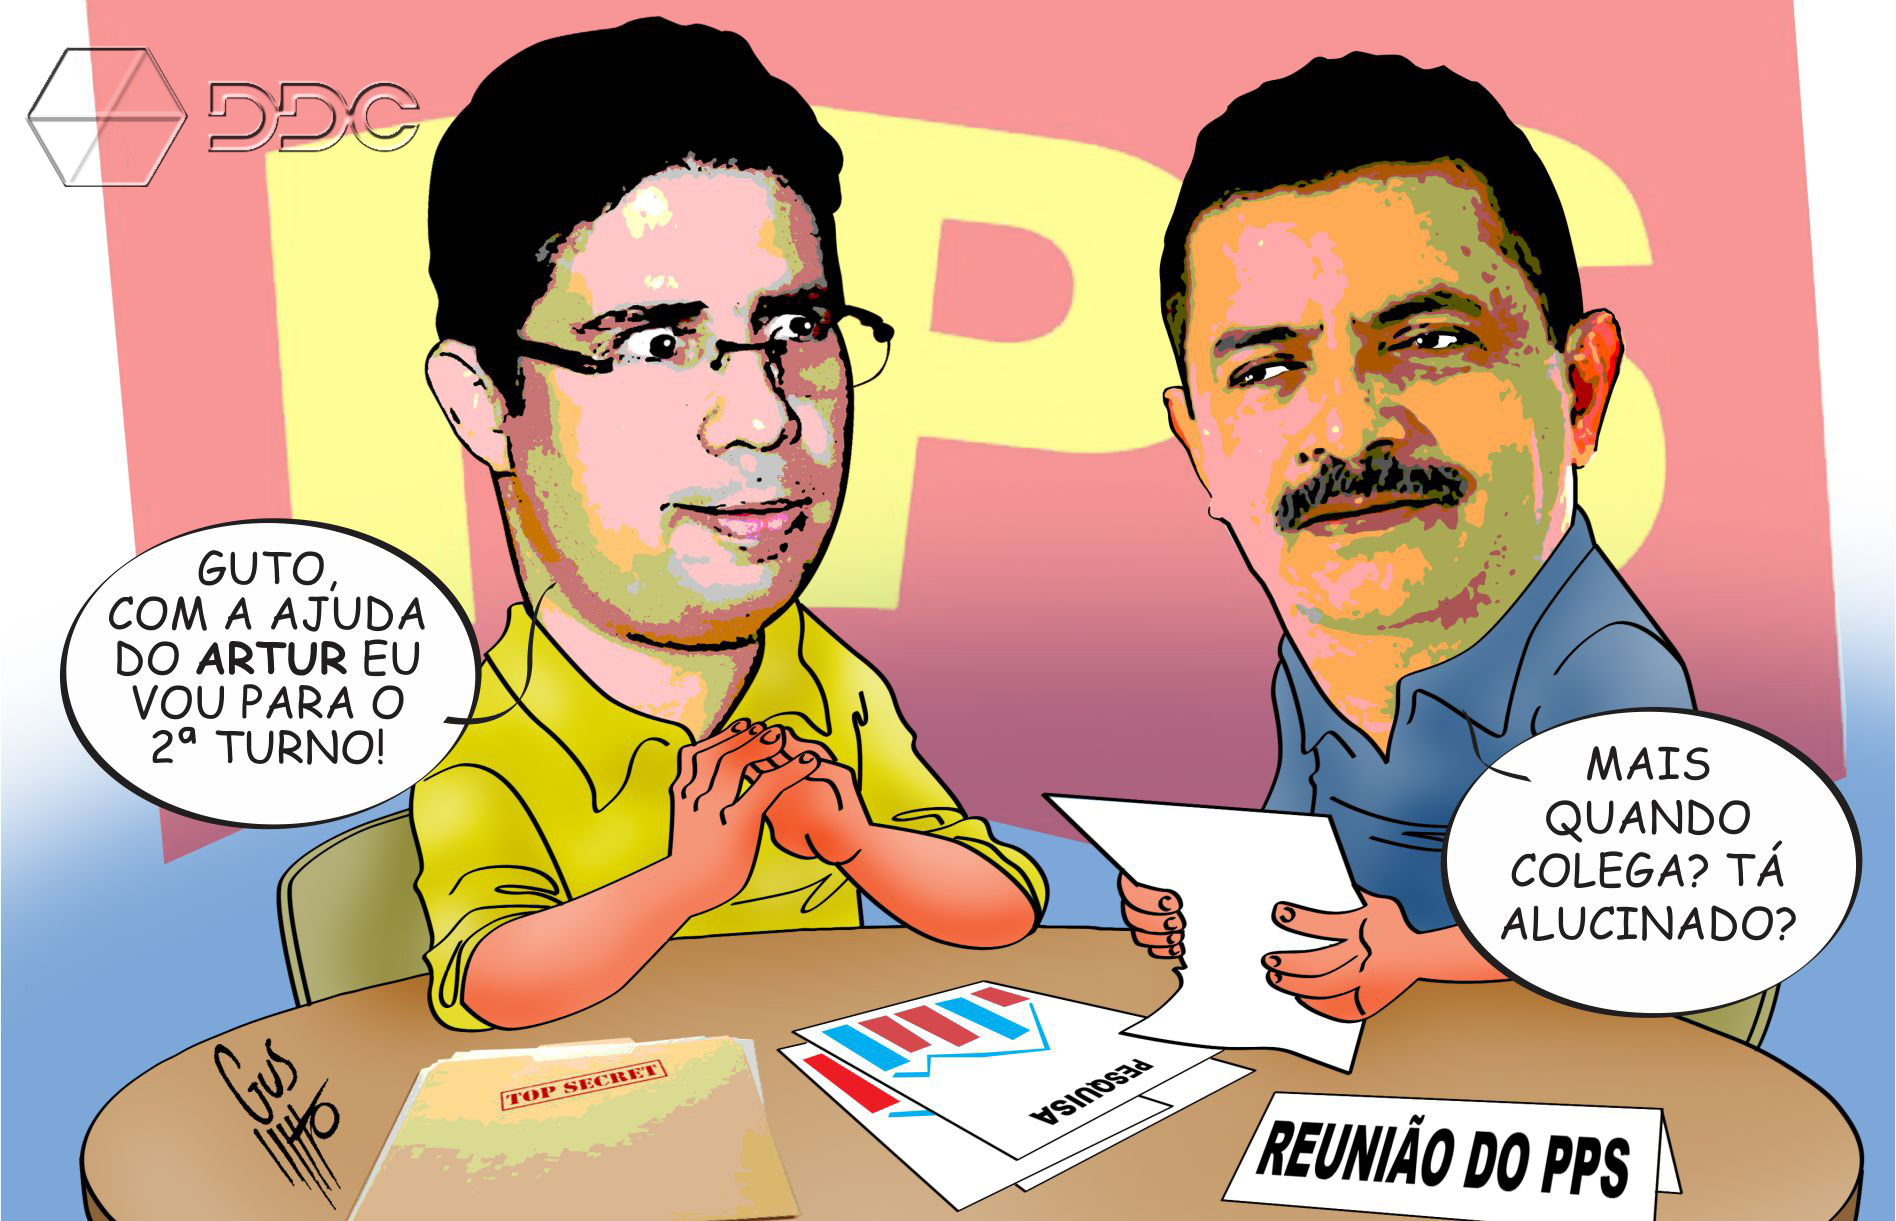 DDC
PPS
GUTO,
COM A AJUDA
DO ARTUR EU
VOU PARA O
2ª TURNO!
MAIS
QUANDO
COLEGA? TÁ
ALUCINADO?
GUS
TOP SECRET
PESQUISA
REUNIÃO DO PPS